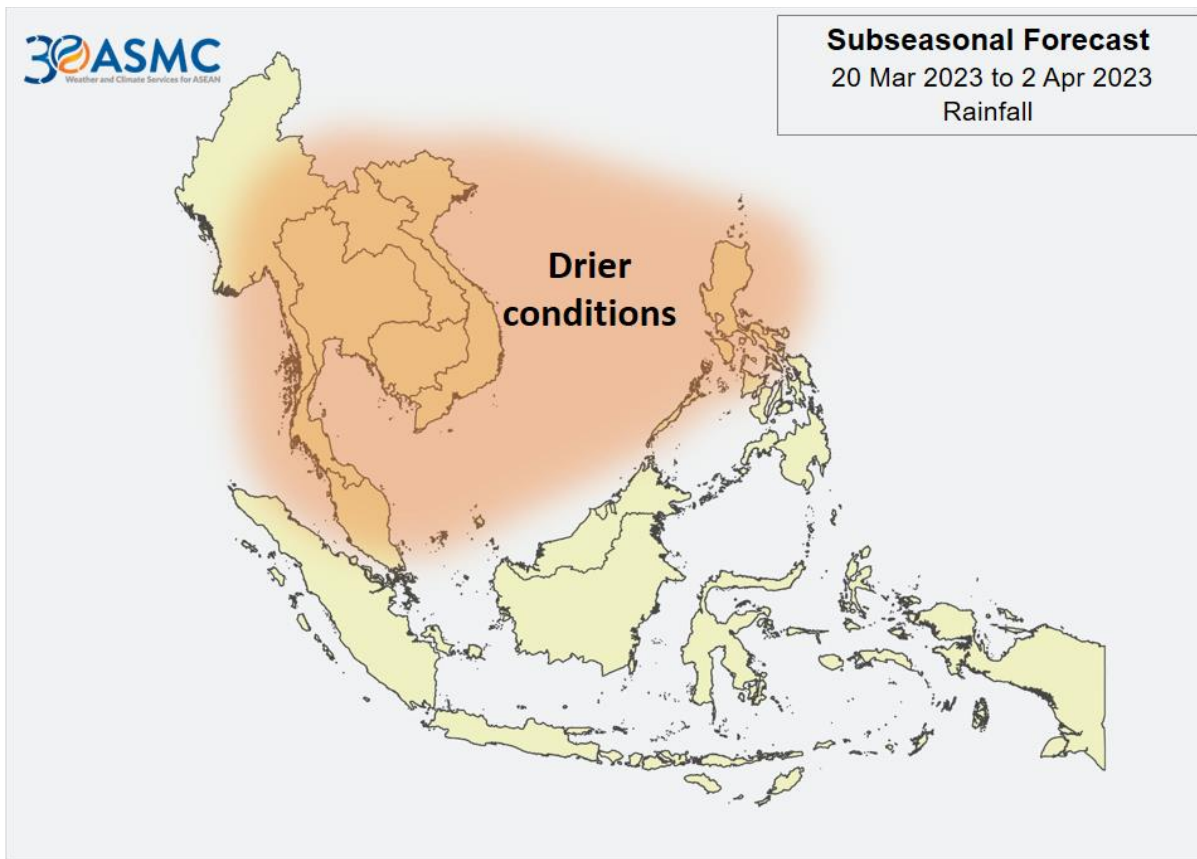 30 ASMC
Weather and Climate Services for ASEAN
Subseasonal Forecast
20 Mar 2023 to 2 Apr 2023
Rainfall
Drier
conditions